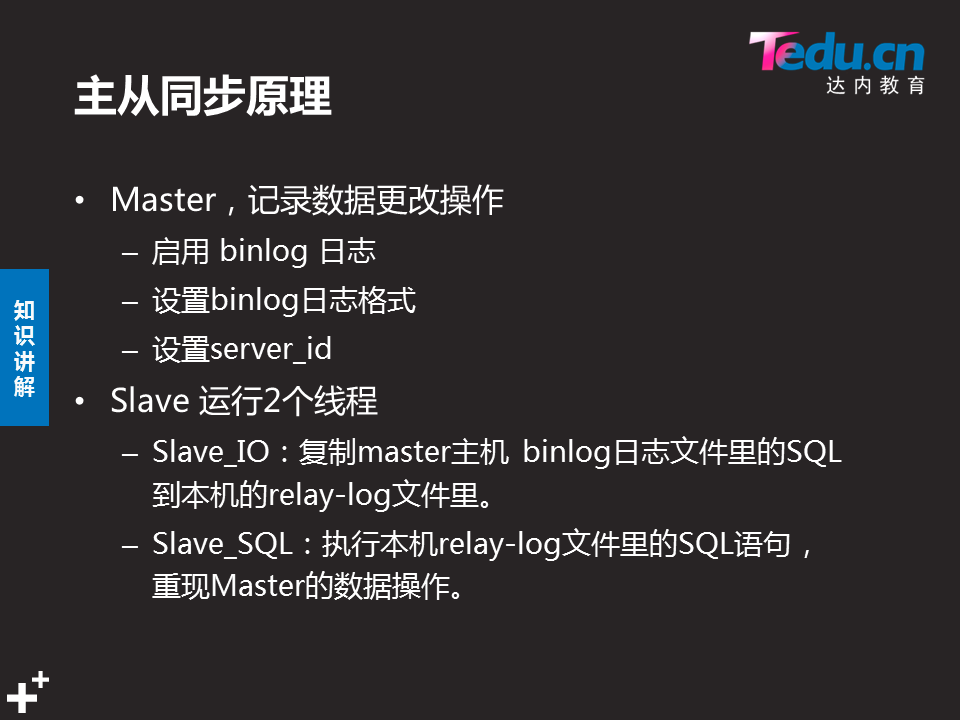 Tedu.cn
达内教育
主从同步原理
• Master，记录数据更改操作
– 启用 binlog 日志
– 设置binlog日志格式
– 设置server_id
知识讲解
• Slave 运行2个线程
– Slave_IO：复制master主机 binlog日志文件里的SQL
到本机的relay-log文件里。
– Slave_SQL：执行本机relay-log文件里的SQL语句，
重现Master的数据操作。